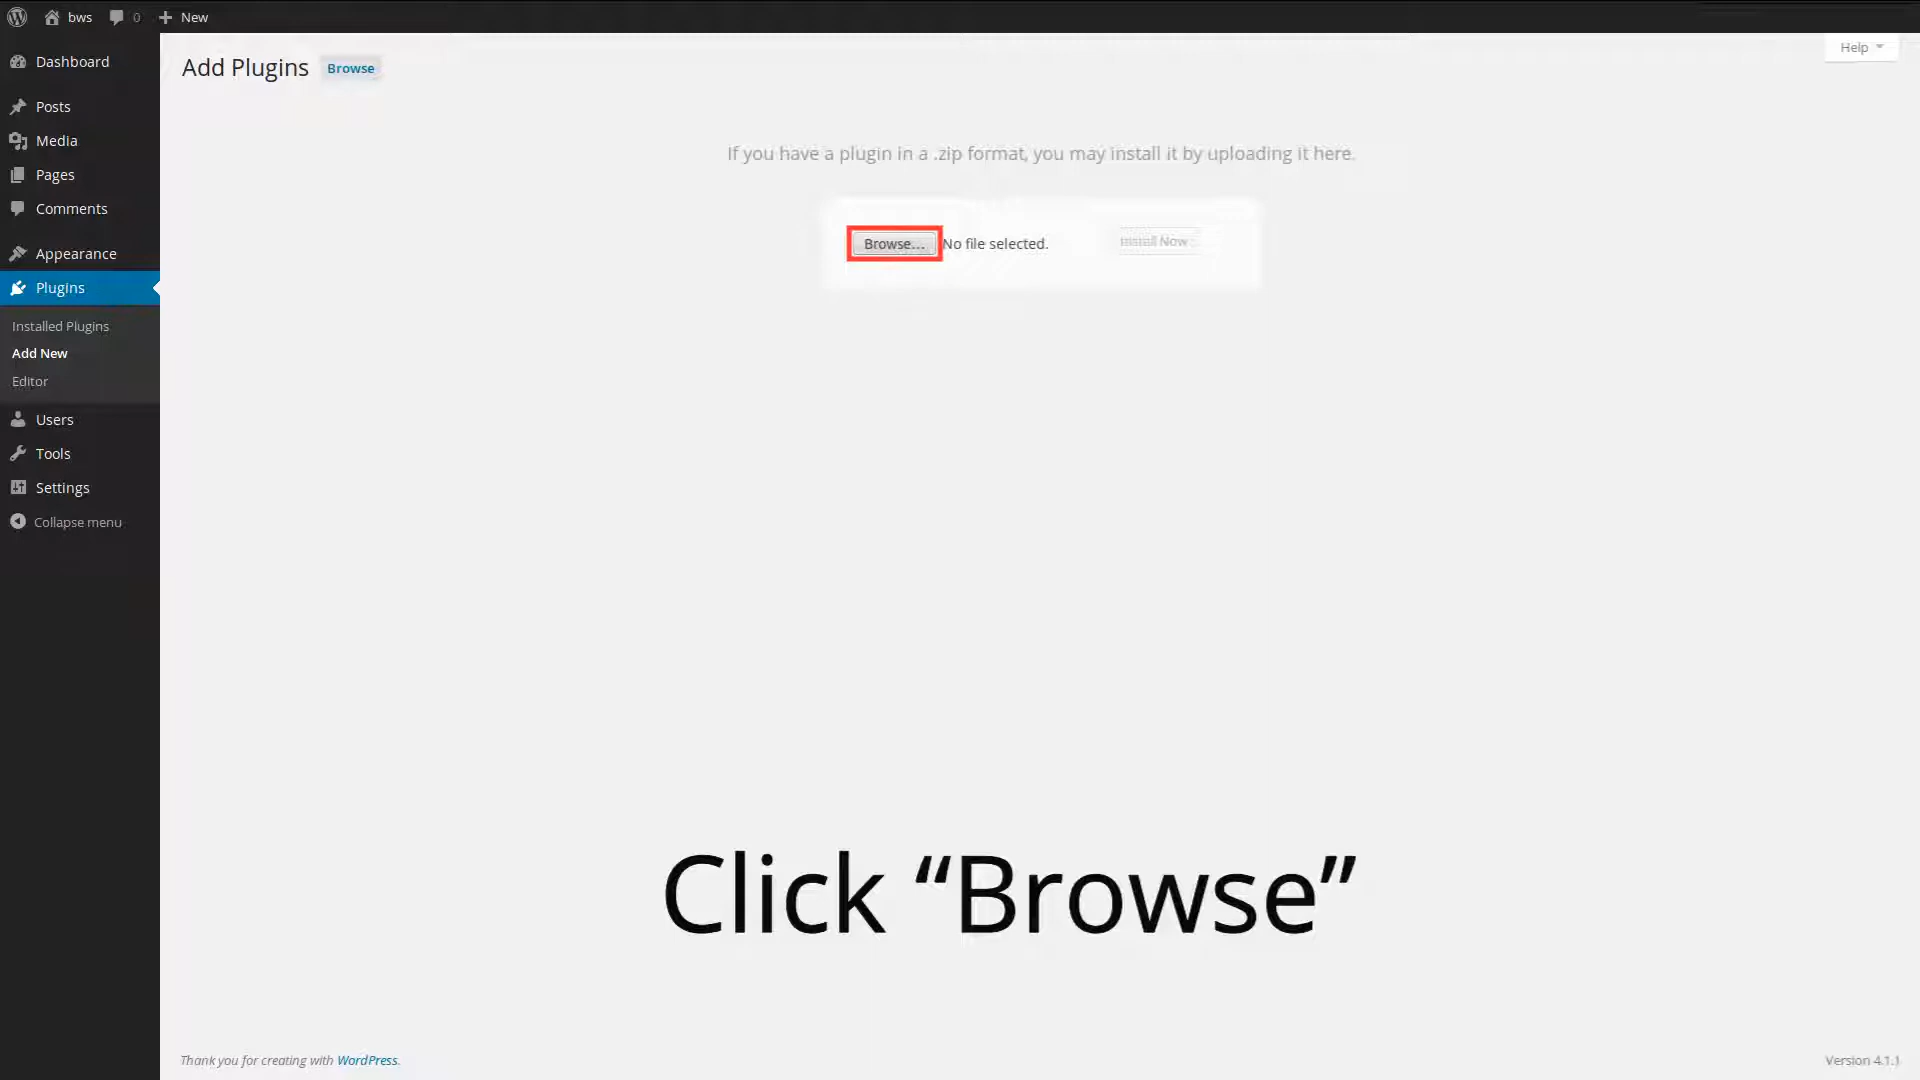 bws 0 New
Help
Dashboard
Posts
Media
Pages
Comments
Appearance
Plugins
Installed Plugins
Add New
Editor
Users
Tools
Settings
Collapse menu
Add Plugins Browse
If you have a plugin in a .zip format, you may install it by uploading it here.
Browse... No file selected. Install Now
Click “Browse”
Thank you for creating with WordPress.
Version 4.1.1